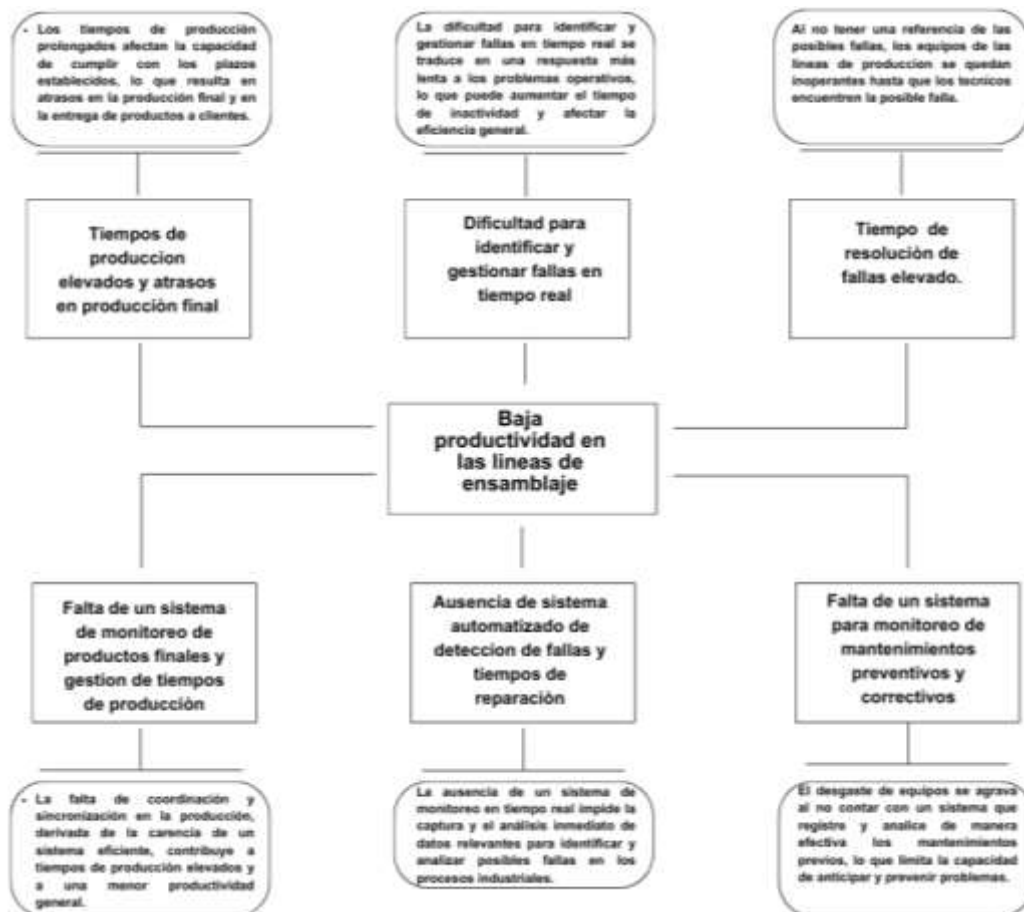 - Los tiempos de producción
prolongados afectan la capacidad
de cumplir con los plazos
establecidos, lo que resulta en
atrasos en la producción final y en
la entrega de productos a clientes.
La dificultad para identificar y
gestionar fallas en tiempo real se
traduce en una respuesta más
lenta a los problemas operativos,
lo que puede aumentar el tiempo
de inactividad y afectar la
eficiencia general.
Al no tener una referencia de las
posibles fallas, los equipos de las
lineas de produccion se quedan
inoperantes hasta que los tecnicos
encuentren la posible falla.
Tiempos de
produccion
elevados y atrasos
en producción final
Dificultad para
identificar y
gestionar fallas en
tiempo real
Tiempo de
resolución de
fallas elevado.
Baja
productividad en
las lineas de
ensamblaje
Falta de un sistema
de monitoreo de
productos finales y
gestion de tiempos
de producción
Ausencia de sistema
automatizado de
deteccion de fallas y
tiempos de
reparación
Falta de un sistema
para monitoreo de
mantenimientos
preventivos y
correctivos
- La falta de coordinación y
sincronización en la producción,
derivada de la carencia de un
sistema eficiente, contribuye a
tiempos de producción elevados y
a una menor productividad
general.
La ausencia de un sistema de
monitoreo en tiempo real impide la
captura y el análisis inmediato de
datos relevantes para identificar y
analizar posibles fallas en los
procesos industriales.
El desgaste de equipos se agrava
al no contar con un sistema que
registre y analice de manera
efectiva los mantenimientos
previos, lo que limita la capacidad
de anticipar y prevenir problemas.